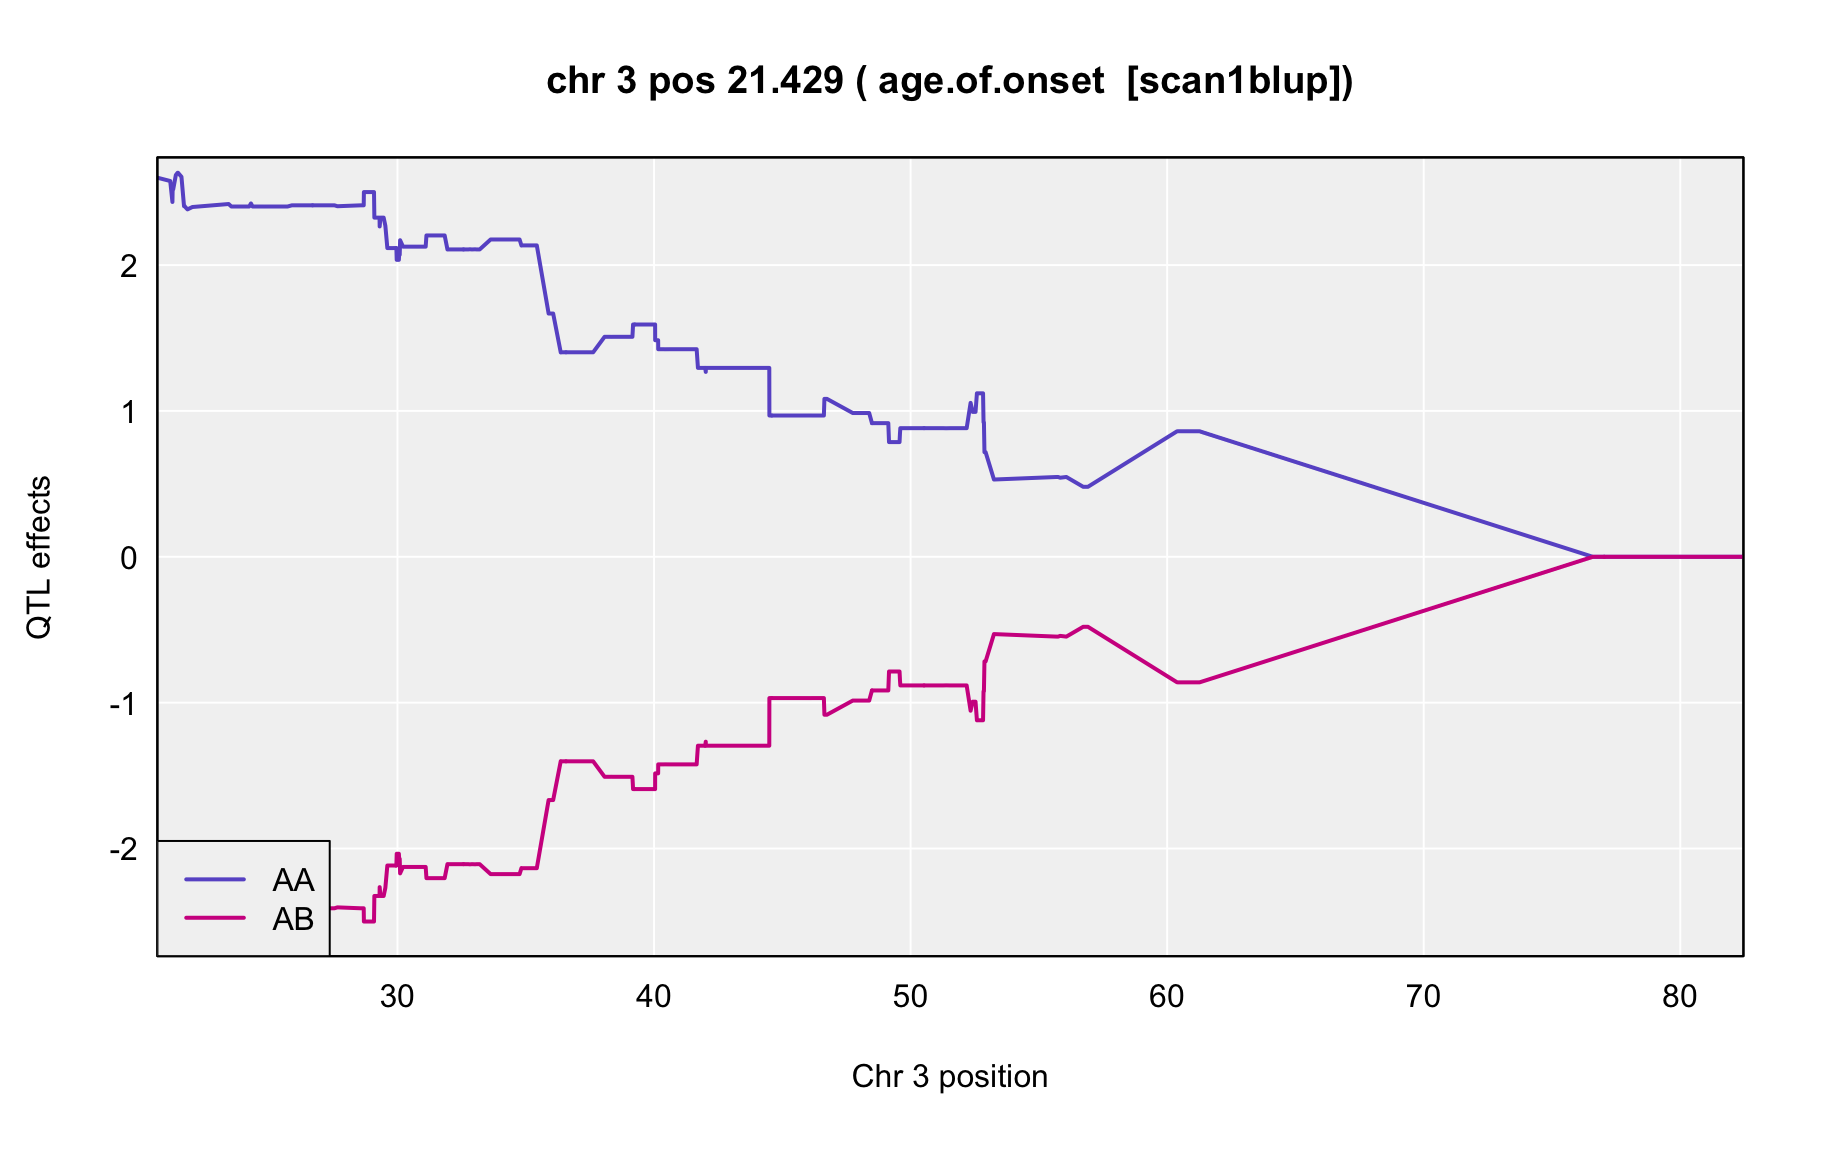 chr 3 pos 21.429 ( age.of.onset  [scan1blup])
QTL effects
2
1
0
-1
-2
AA
AB
30 40 50 60 70 80
Chr 3 position